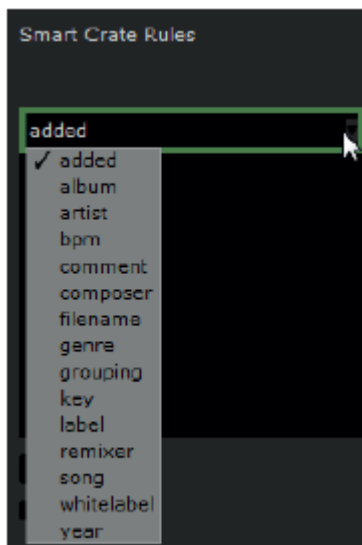 Smart Crate Rules
added
✓ added
album
artist
bpm
comment
composer
filename
genre
grouping
key
label
remixer
song
whitelabel
year